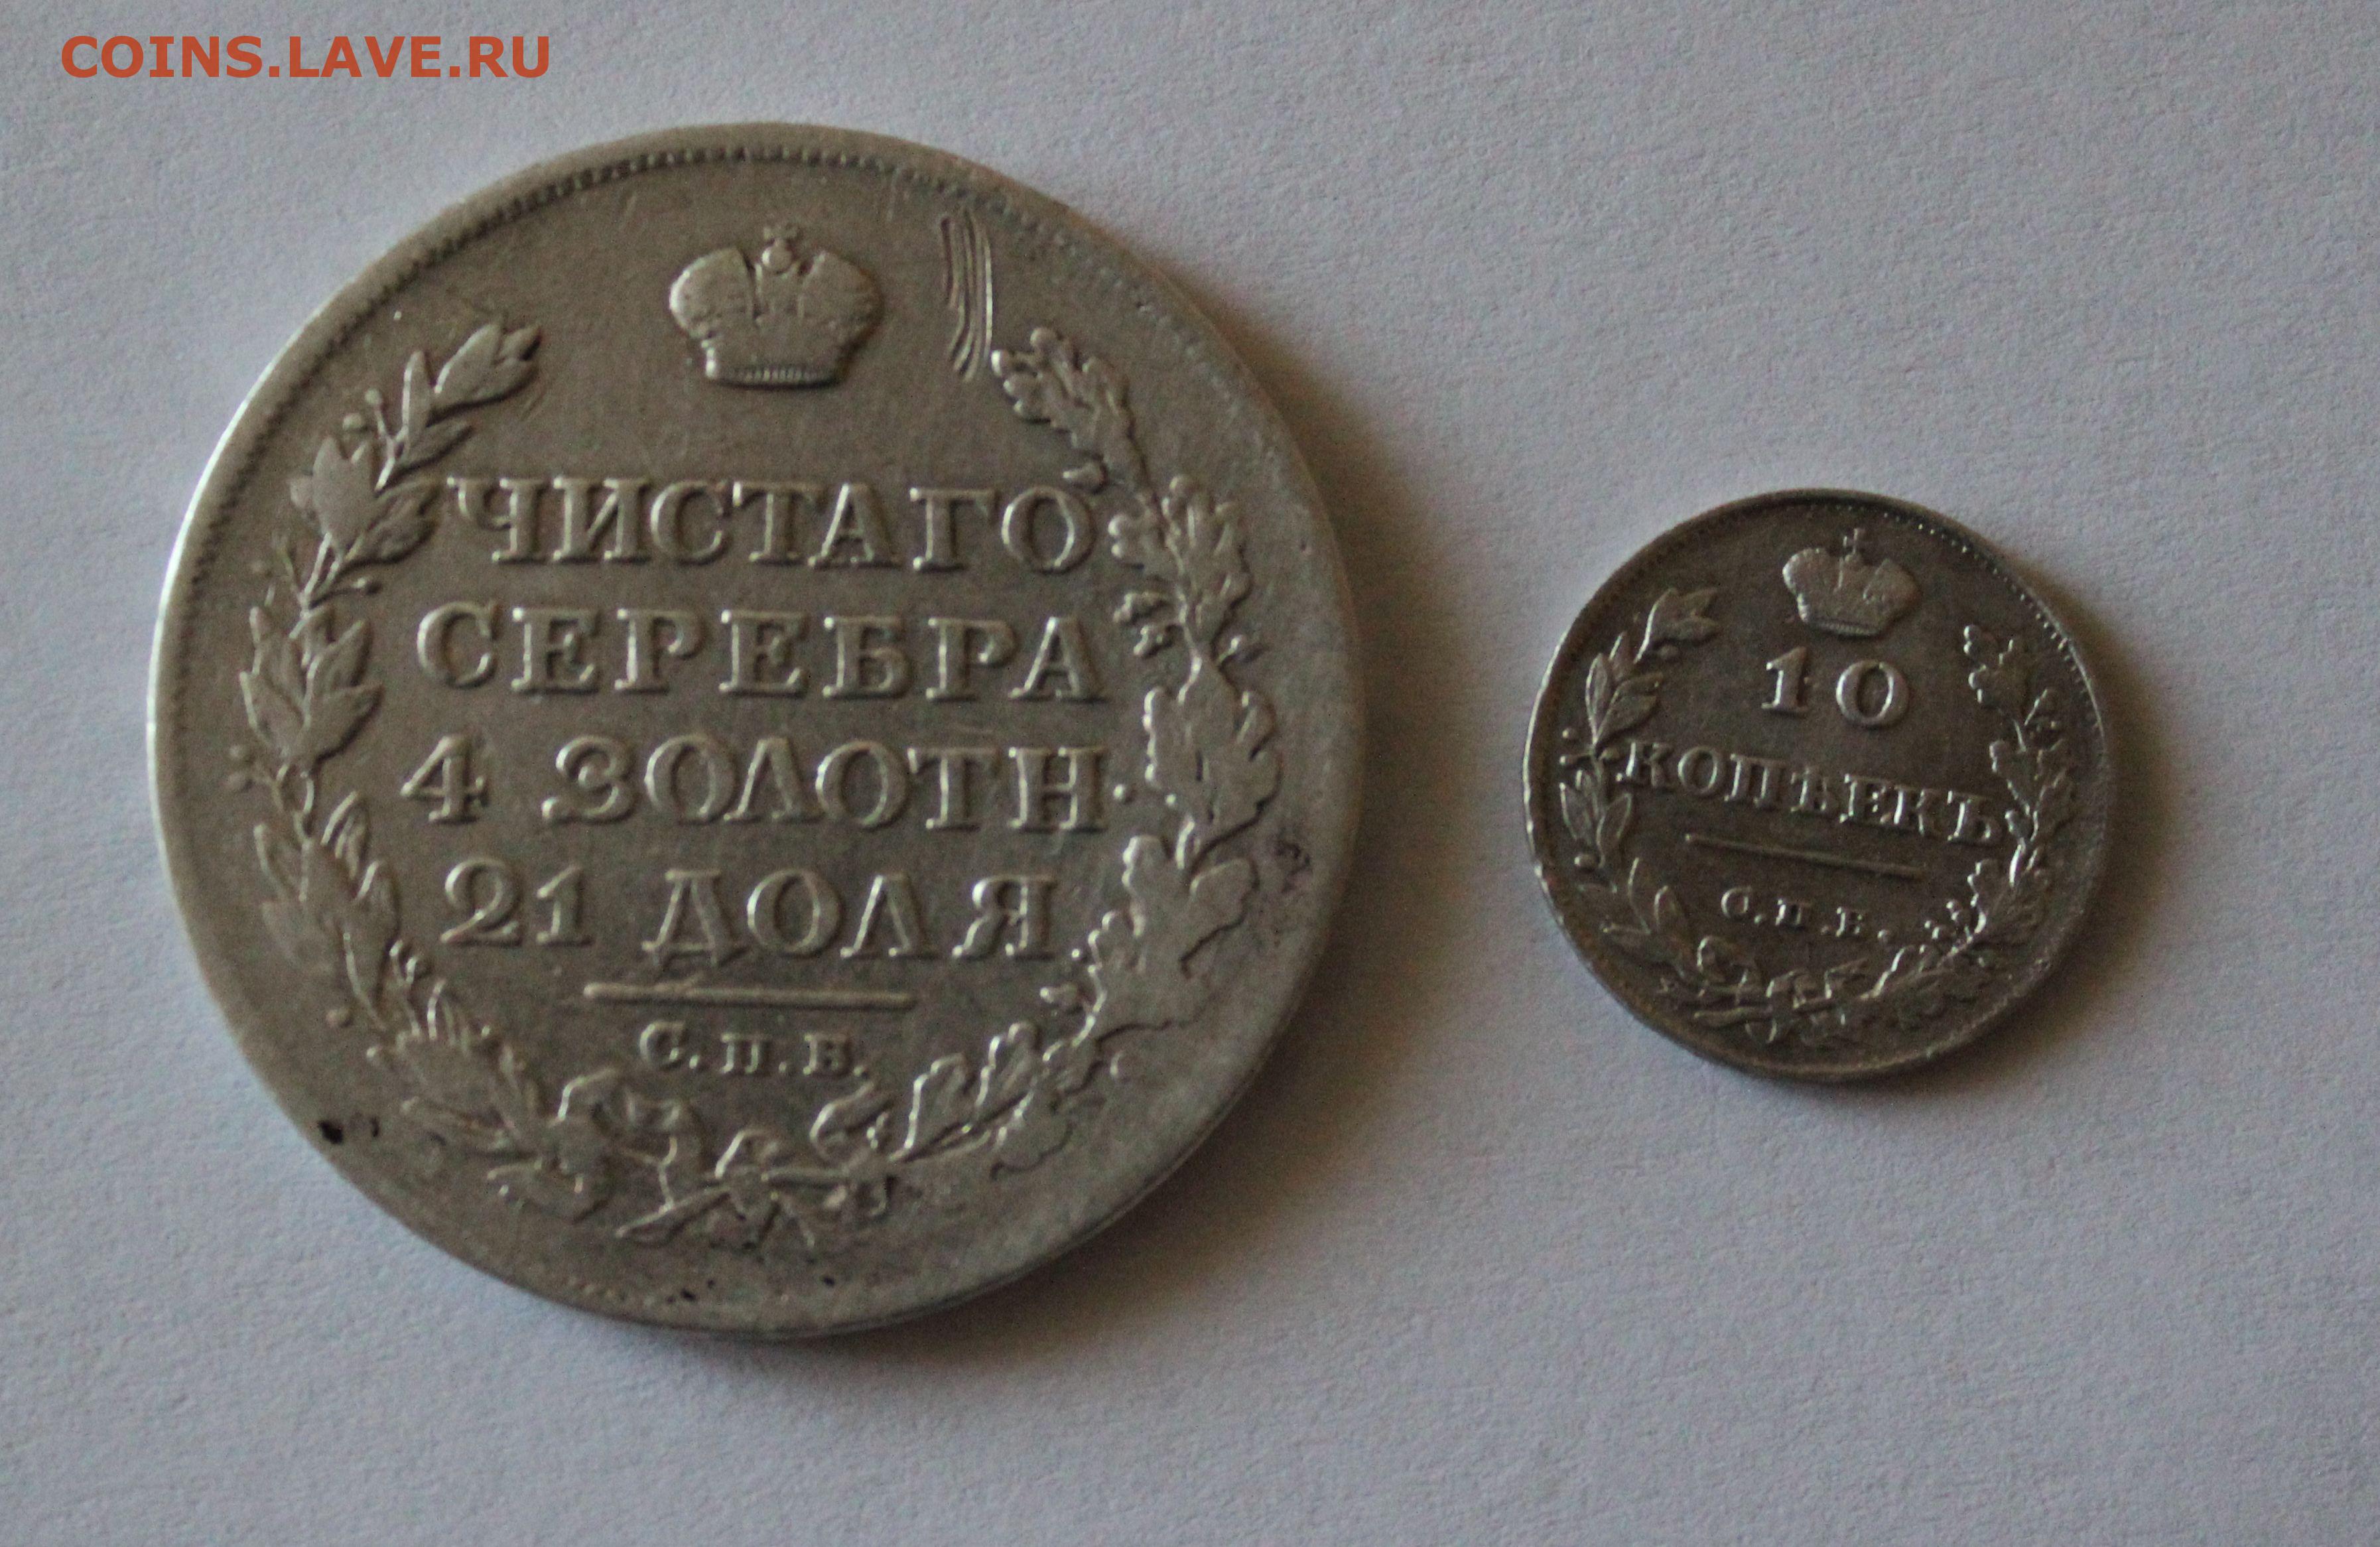 COINS.LAVE.RU
ЧИСТАГО
СЕРЕБРА
4 ЗОЛОТН.
21 ДОЛЯ.
С.П.Б.
10
КОПѢЕКЪ
С.П.Б.